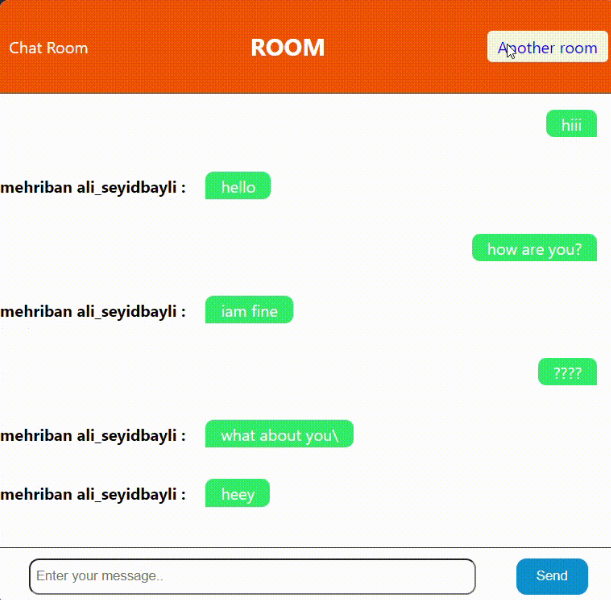 Chat Room
ROOM
Another room
hiii
mehriban ali_seyidbayli : hello
how are you?
mehriban ali_seyidbayli : iam fine
????
mehriban ali_seyidbayli : what about you\
mehriban ali_seyidbayli : heey
Enter your message..
Send